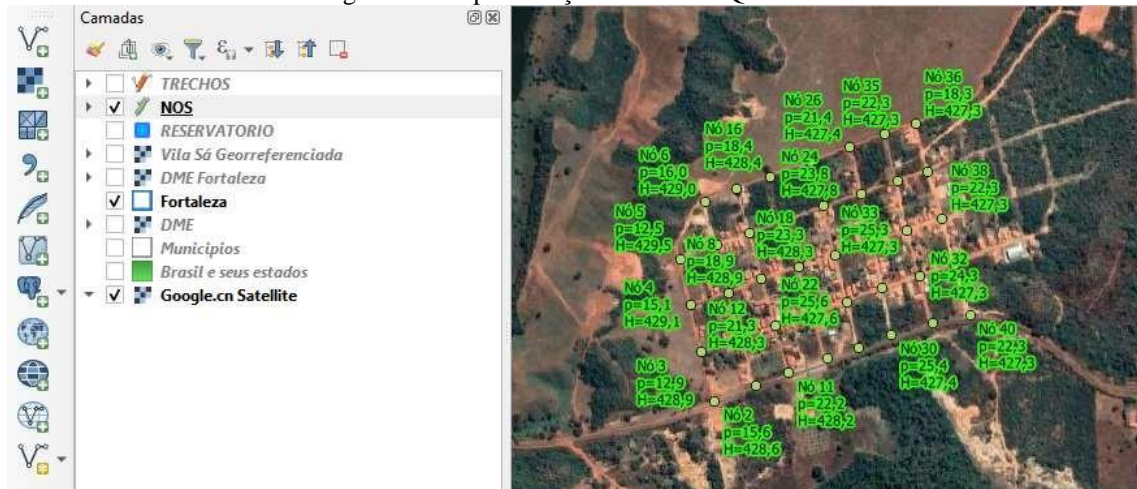 Camadas
TRECHOS
NOS
RESERVATORIO
Vila Sá Georreferenciada
DME Fortaleza
Fortaleza
DME
Municipios
Brasil e seus estados
Google.cn Satellite
Nó 36
p=18,3
H=427,3
Nó 35
p=22,3
H=427,3
Nó 26
p=21,4
H=427,4
Nó 16
p=18,4
H=428,4
Nó 24
p=23,8
H=427,8
Nó 6
p=16,0
H=429,0
Nó 38
p=22,3
H=427,3
Nó 5
p=12,5
H=429,5
Nó 18
p=23,3
H=428,3
Nó 33
p=25,3
H=427,3
Nó 8
p=18,9
H=428,9
Nó 32
p=24,3
H=427,3
Nó 4
p=15,1
H=429,1
Nó 22
p=25,6
H=427,6
Nó 12
p=21,3
H=428,3
Nó 40
p=22,3
H=427,3
Nó 30
p=25,4
H=427,4
Nó 3
p=12,9
H=428,9
Nó 11
p=22,2
H=428,2
Nó 2
p=15,6
H=428,6